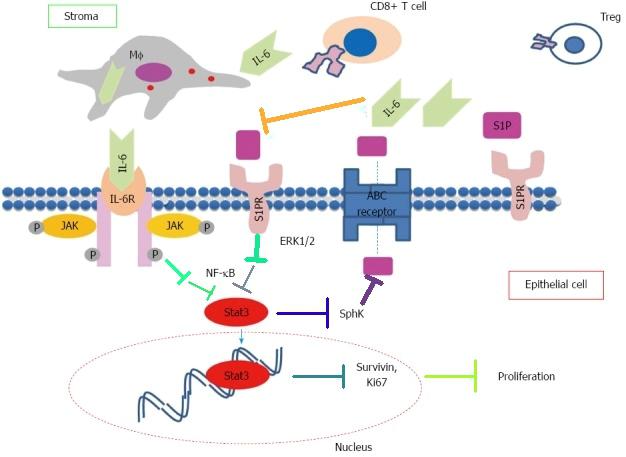 CD8+ T cell
Stroma
Treg
Mϕ
IL-6
IL-6
S1P
IL-6
IL-6R
S1PR
ABC
receptor
S1PR
P
JAK
JAK
P
ERK1/2
P
P
NF-κB
Epithelial cell
Stat3
SphK
Stat3
Survivin,
Ki67
Proliferation
Nucleus